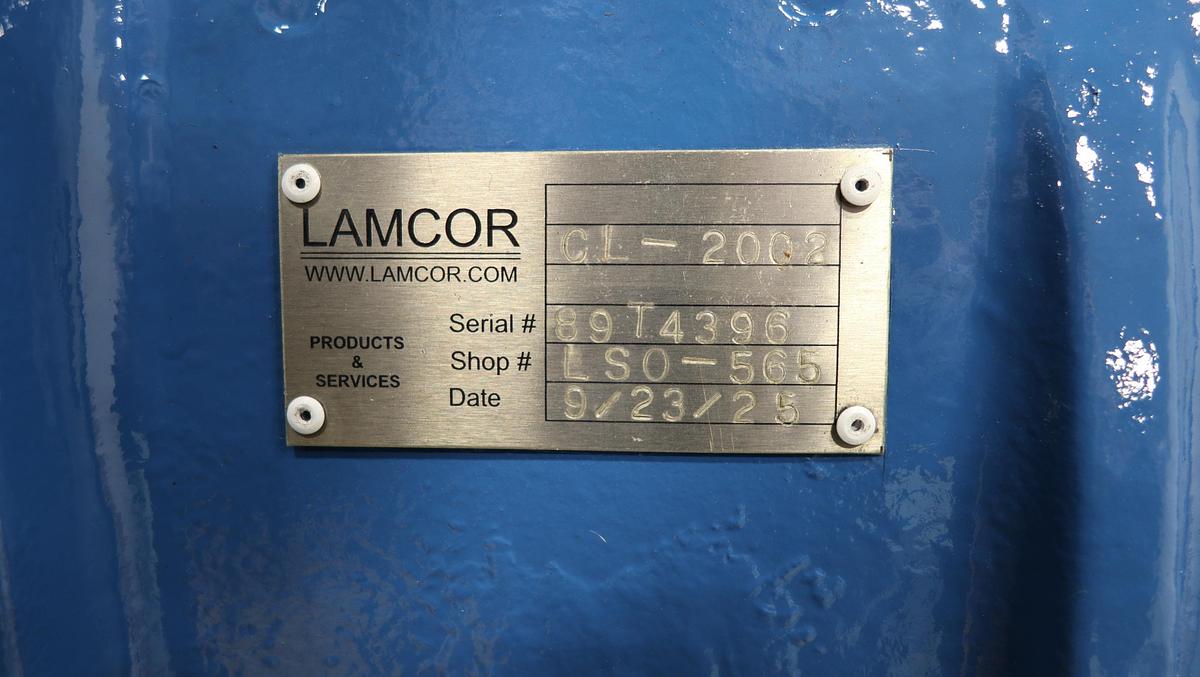 LAMCOR
WWW.LAMCOR.COM
CL-2002
Serial # 89T4396
PRODUCTS
&
SERVICES
Shop # LSO-565
Date 9/23/25